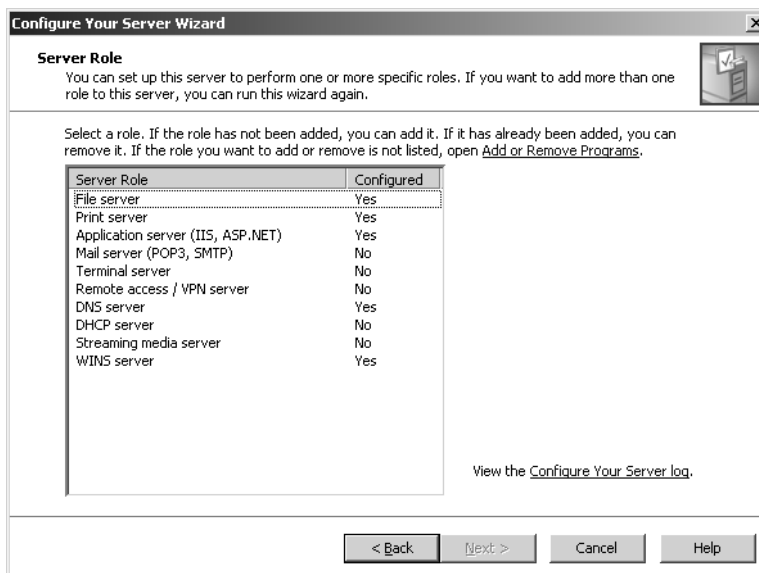 Configure Your Server Wizard
Server Role
You can set up this server to perform one or more specific roles. If you want to add more than one
role to this server, you can run this wizard again.
Select a role. If the role has not been added, you can add it. If it has already been added, you can
remove it. If the role you want to add or remove is not listed, open Add or Remove Programs.
Server Role Configured
File server Yes
Print server Yes
Application server (IIS, ASP.NET) Yes
Mail server (POP3, SMTP) No
Terminal server No
Remote access / VPN server No
DNS server Yes
DHCP server No
Streaming media server No
WINS server Yes
View the Configure Your Server log.
< Back Next > Cancel Help